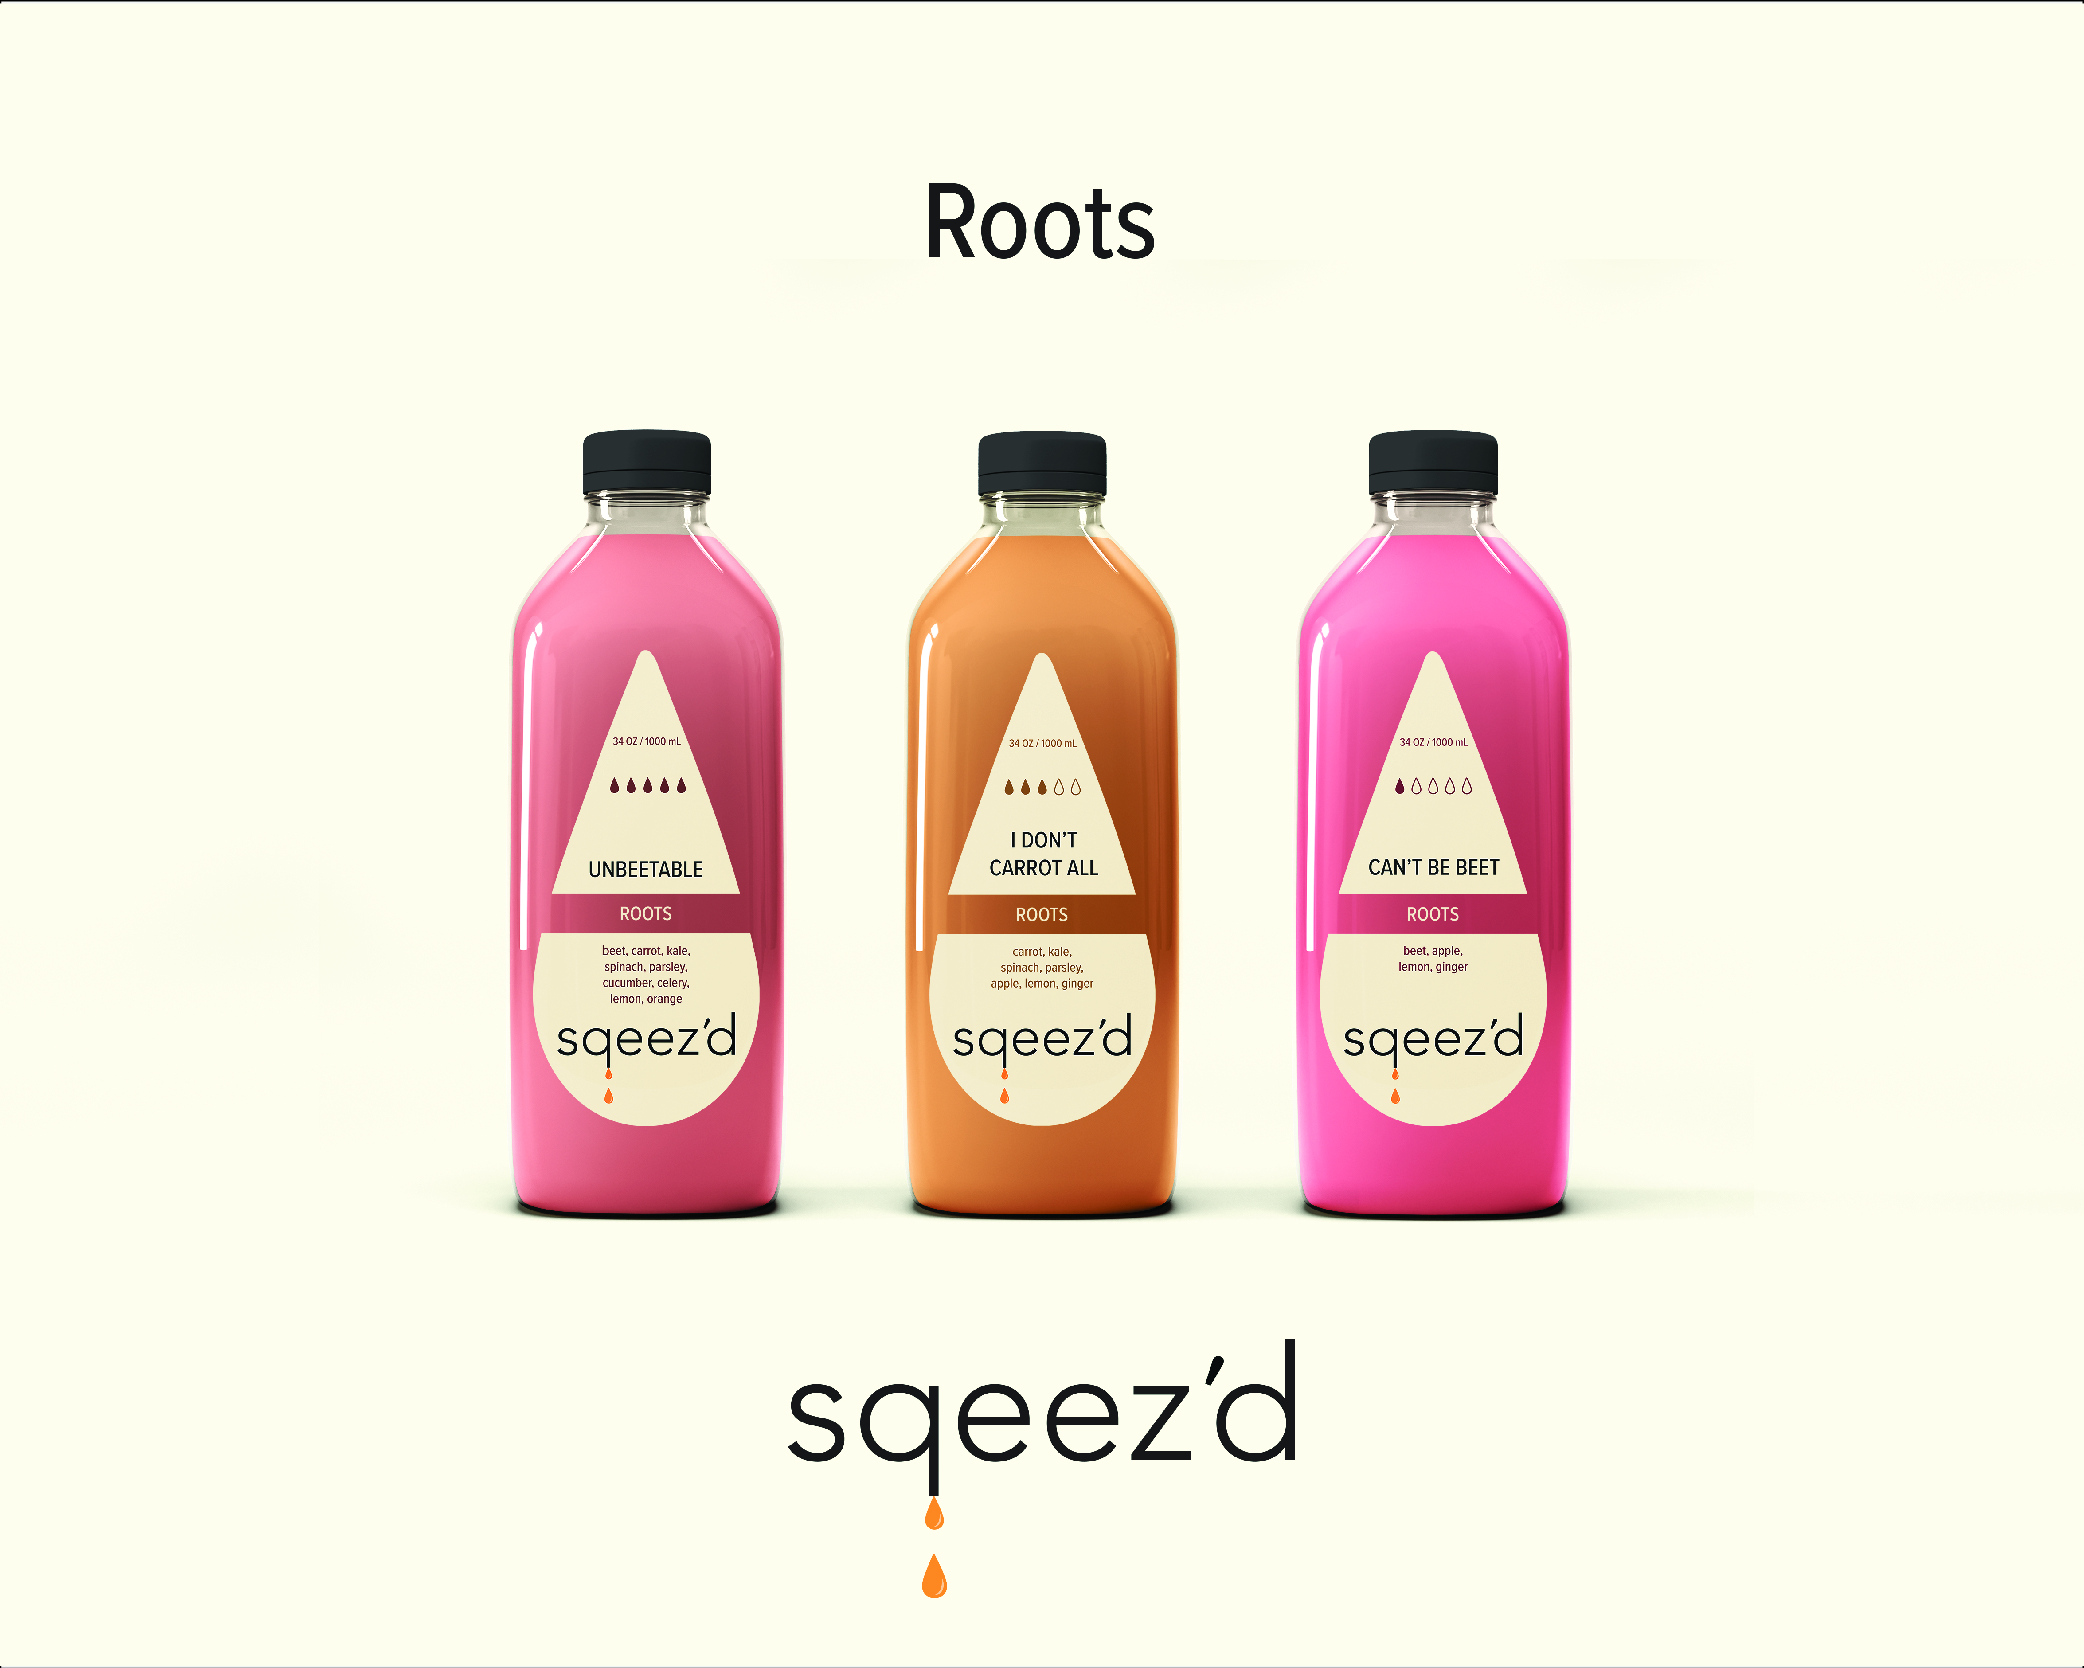 Roots
34 OZ / 1000 mL
UNBEETABLE
ROOTS
beet, carrot, kale,
spinach, parsley,
cucumber, celery,
lemon, orange
sqeez'd
34 OZ / 1000 mL
I DON'T
CARROT ALL
ROOTS
carrot, kale,
spinach, parsley,
apple, lemon, ginger
sqeez'd
34 OZ / 1000 mL
CAN'T BE BEET
ROOTS
beet, apple,
lemon, ginger
sqeez'd
sqeez'd